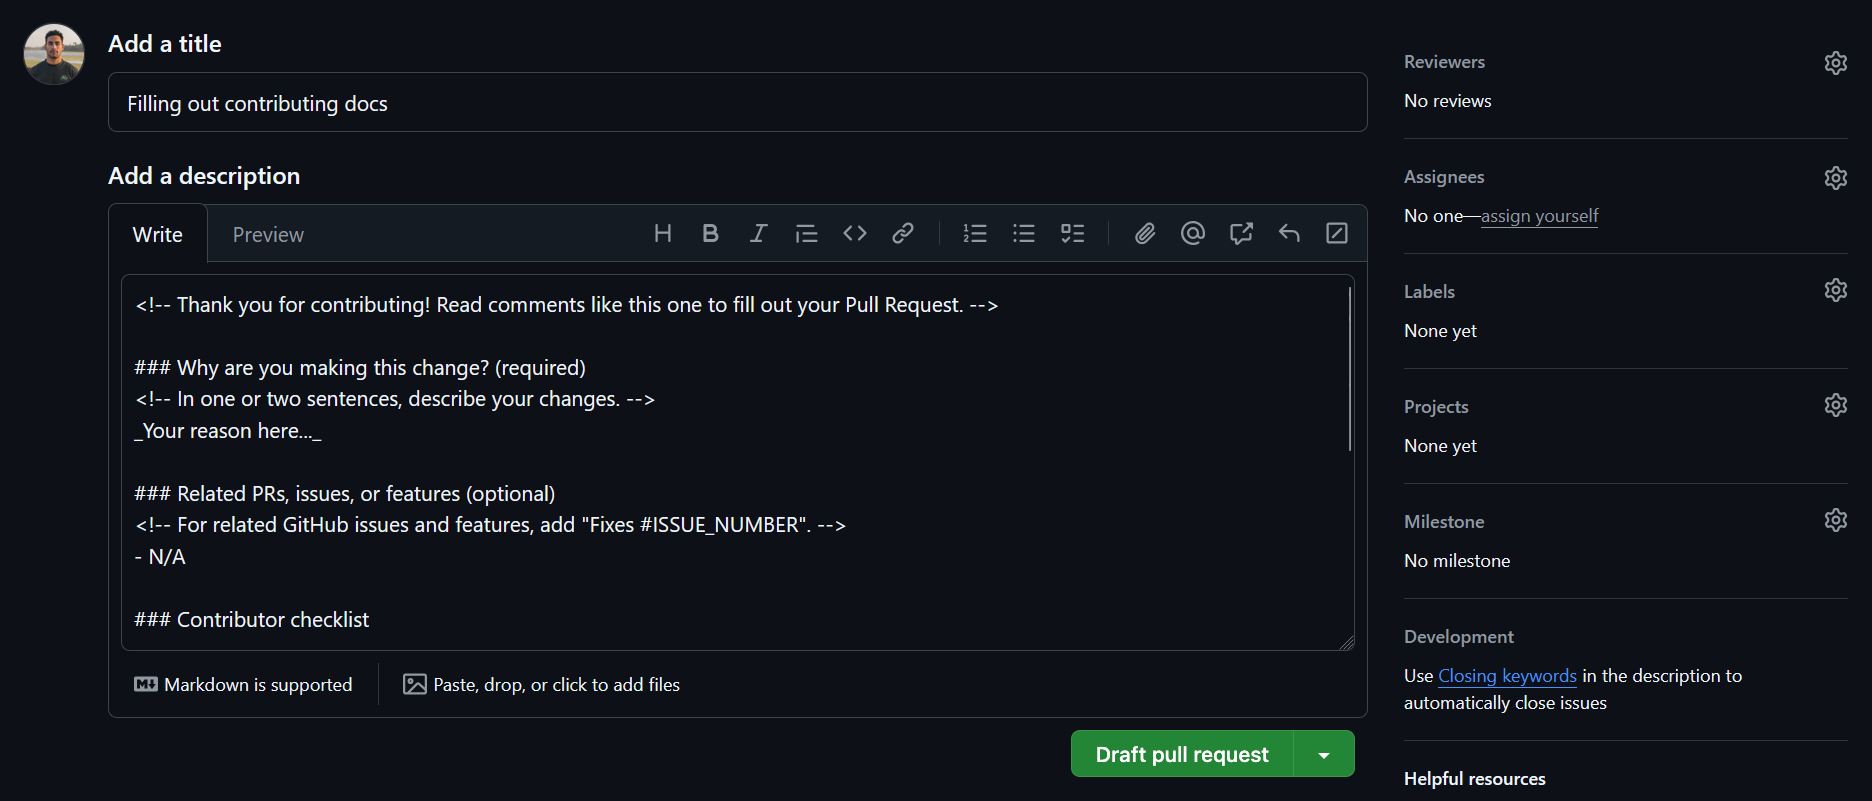 Add a title
Filling out contributing docs
Add a description
Write
Preview
<!-- Thank you for contributing! Read comments like this one to fill out your Pull Request. -->
### Why are you making this change? (required)
<!-- In one or two sentences, describe your changes. -->
_Your reason here..._
### Related PRs, issues, or features (optional)
<!-- For related GitHub issues and features, add "Fixes #ISSUE_NUMBER". -->
- N/A
### Contributor checklist
Markdown is supported
Paste, drop, or click to add files
Draft pull request
Reviewers
No reviews
Assignees
No one—assign yourself
Labels
None yet
Projects
None yet
Milestone
No milestone
Development
Use Closing keywords in the description to
automatically close issues
Helpful resources